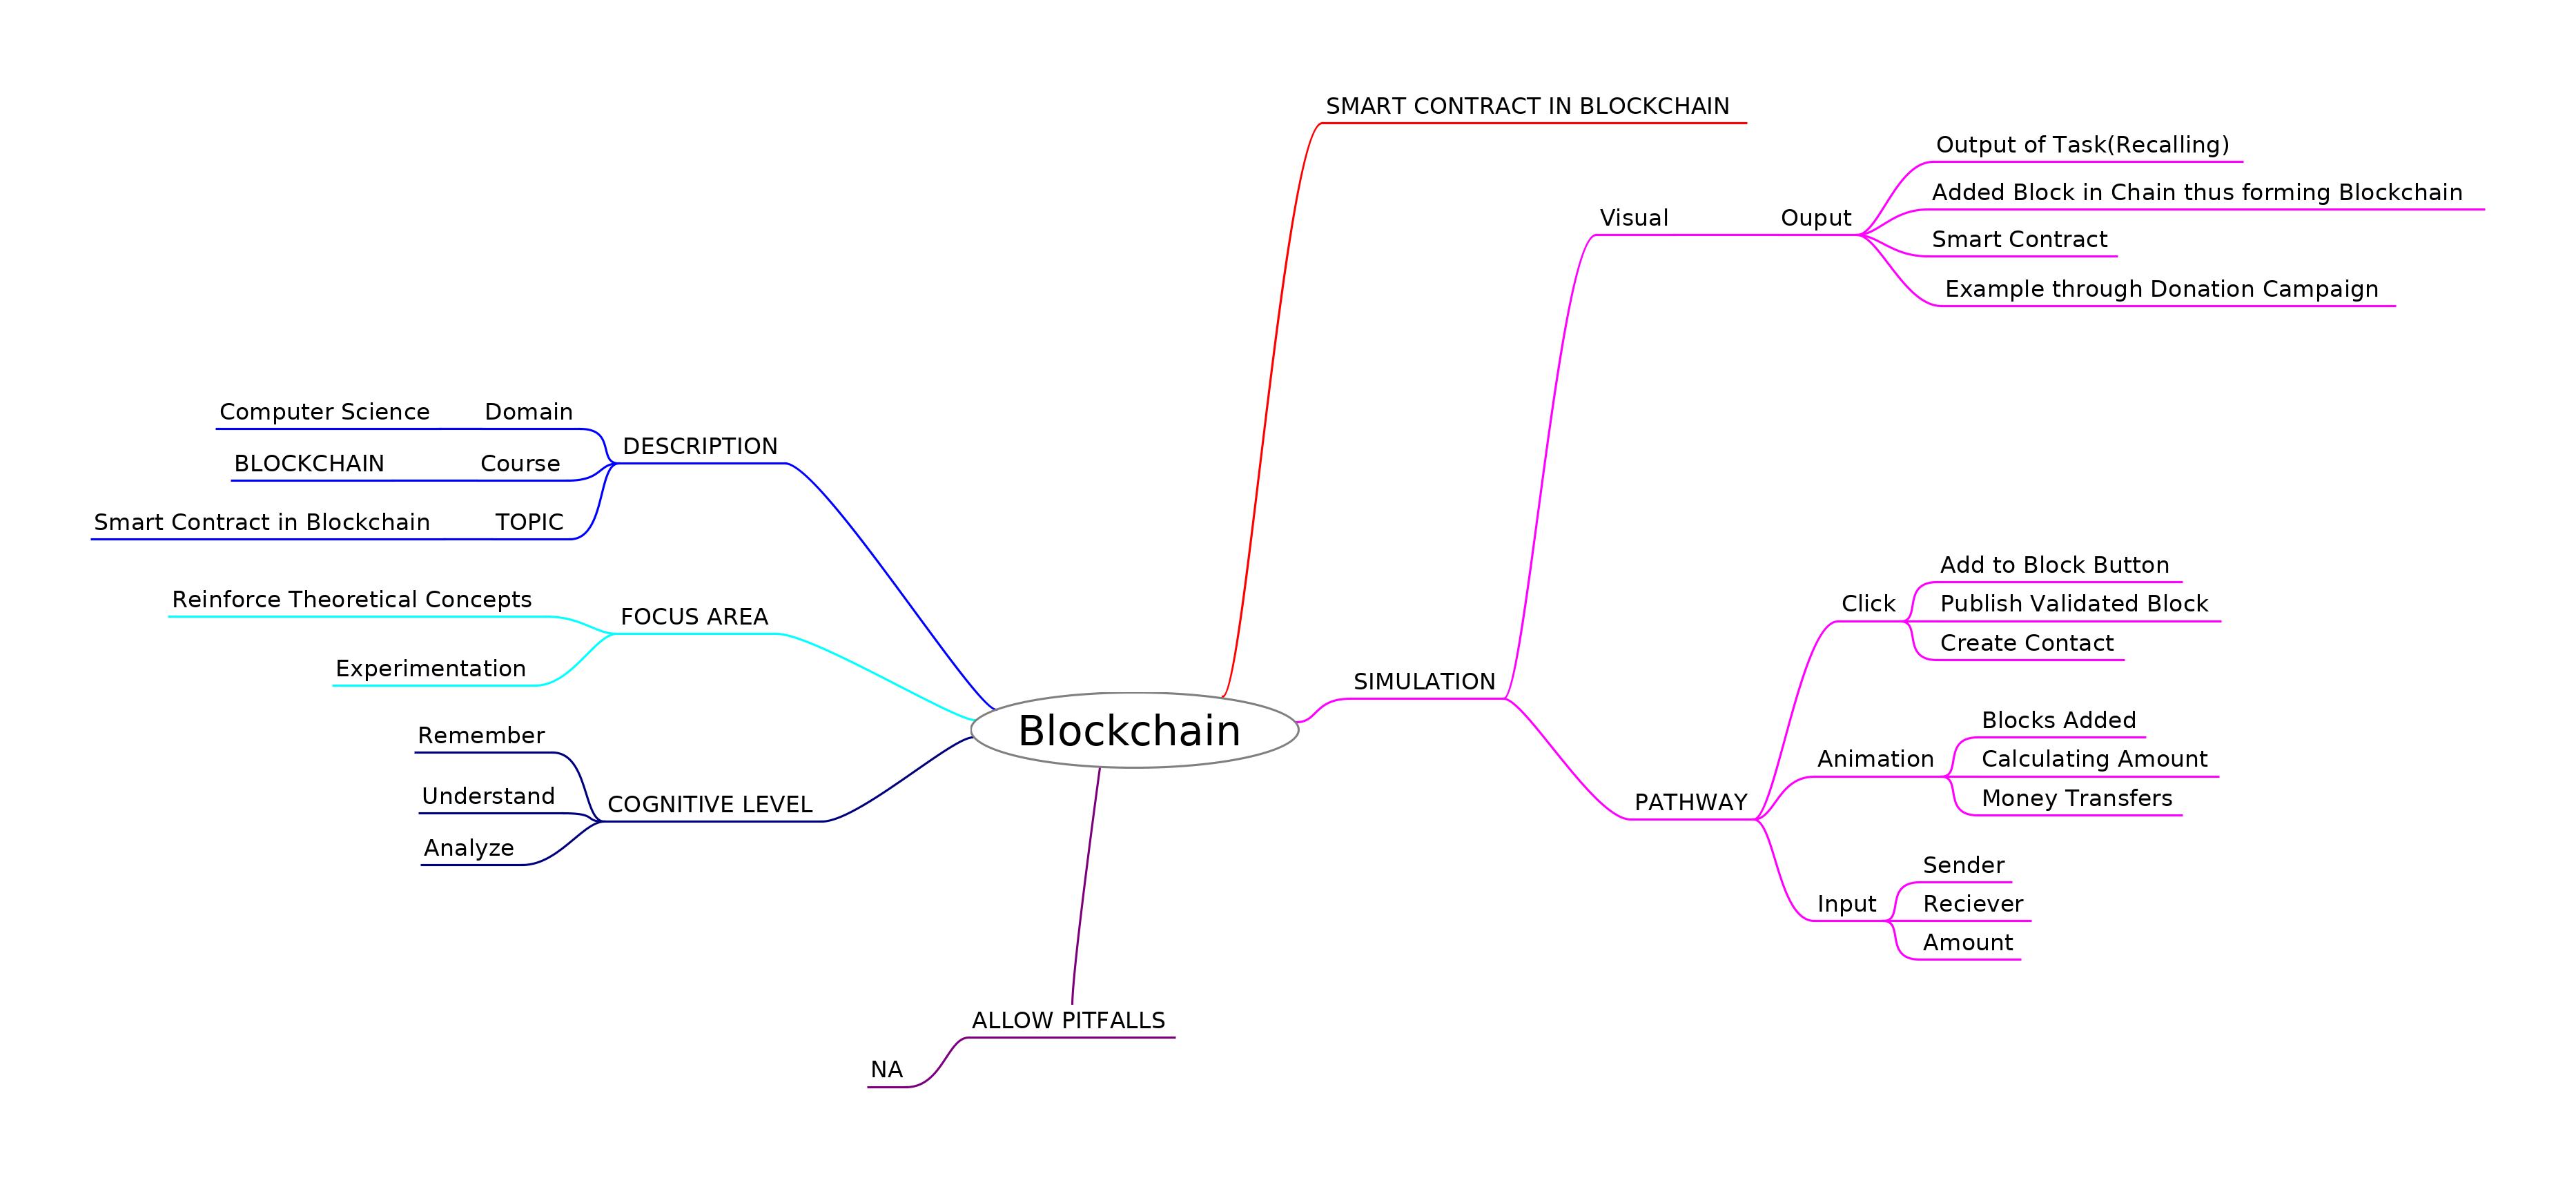 SMART CONTRACT IN BLOCKCHAIN
Output of Task(Recalling)
Added Block in Chain thus forming Blockchain
Visual
Ouput
Smart Contract
Example through Donation Campaign
Computer Science
Domain
DESCRIPTION
BLOCKCHAIN
Course
Smart Contract in Blockchain
TOPIC
Reinforce Theoretical Concepts
FOCUS AREA
Experimentation
Remember
Understand
COGNITIVE LEVEL
Analyze
Blockchain
SIMULATION
Add to Block Button
Click
Publish Validated Block
Create Contact
Blocks Added
Animation
Calculating Amount
Money Transfers
PATHWAY
Sender
Input
Reciever
Amount
ALLOW PITFALLS
NA